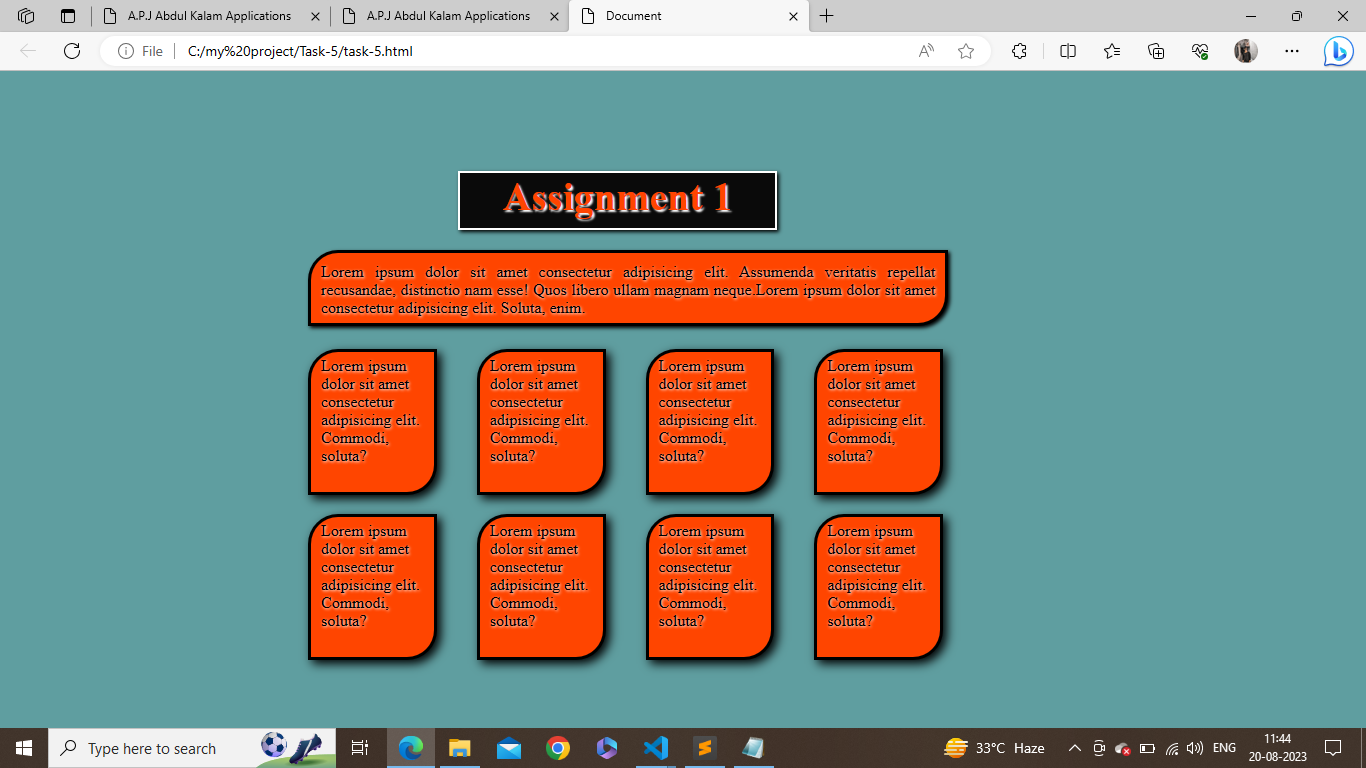 A.P.J Abdul Kalam Applications
A.P.J Abdul Kalam Applications
Document
File
C:/my%20project/Task-5/task-5.html
Assignment 1
Lorem ipsum dolor sit amet consectetur adipisicing elit. Assumenda veritatis repellat
recusandae, distinctio nam esse! Quos libero ullam magnam neque.Lorem ipsum dolor sit amet
consectetur adipisicing elit. Soluta, enim.
Lorem ipsum
dolor sit amet
consectetur
adipisicing elit.
Commodi,
soluta?
Lorem ipsum
dolor sit amet
consectetur
adipisicing elit.
Commodi,
soluta?
Lorem ipsum
dolor sit amet
consectetur
adipisicing elit.
Commodi,
soluta?
Lorem ipsum
dolor sit amet
consectetur
adipisicing elit.
Commodi,
soluta?
Lorem ipsum
dolor sit amet
consectetur
adipisicing elit.
Commodi,
soluta?
Lorem ipsum
dolor sit amet
consectetur
adipisicing elit.
Commodi,
soluta?
Lorem ipsum
dolor sit amet
consectetur
adipisicing elit.
Commodi,
soluta?
Lorem ipsum
dolor sit amet
consectetur
adipisicing elit.
Commodi,
soluta?
Type here to search
33°C Haze
ENG
11:44
20-08-2023